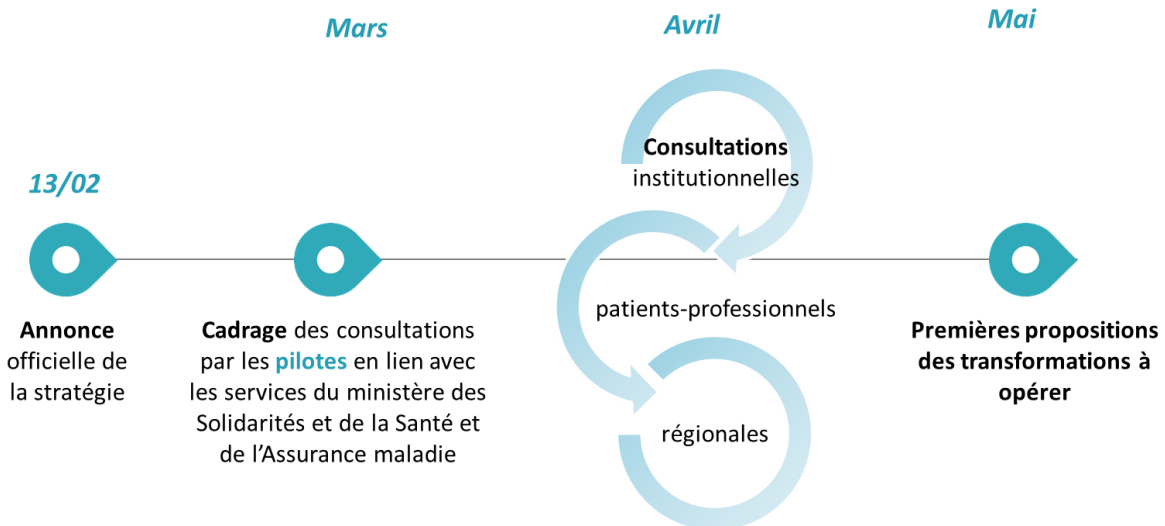 Mars
Avril
Mai
13/02
Consultations
institutionnelles
patients-professionnels
régionales
Annonce
officielle de
la stratégie
Cadrage des consultations
par les pilotes en lien avec
les services du ministère des
Solidarités et de la Santé et
de l’Assurance maladie
Premières propositions
des transformations à
opérer